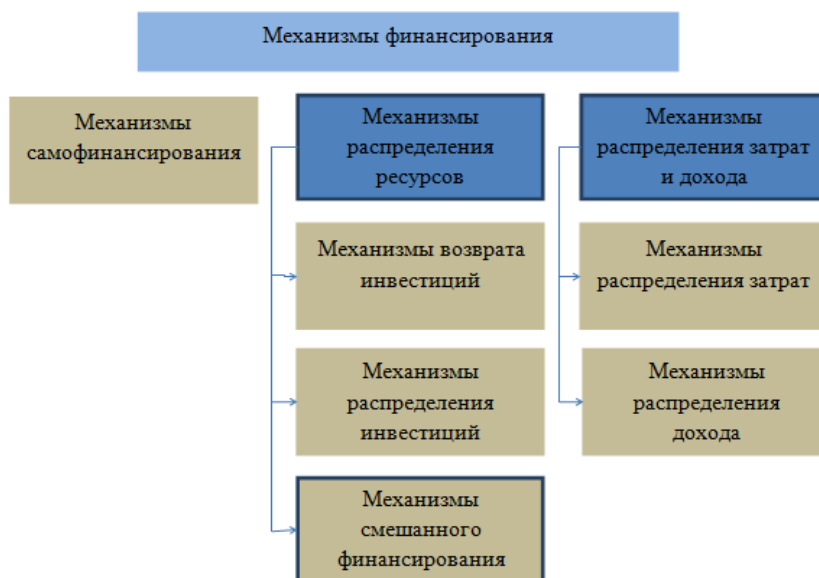 Механизмы финансирования
Механизмы
самофинансирования
Механизмы
распределения
ресурсов
Механизмы
распределения затрат
и дохода
Механизмы возврата
инвестиций
Механизмы
распределения затрат
Механизмы
распределения
инвестиций
Механизмы
распределения
дохода
Механизмы
смешанного
финансирования